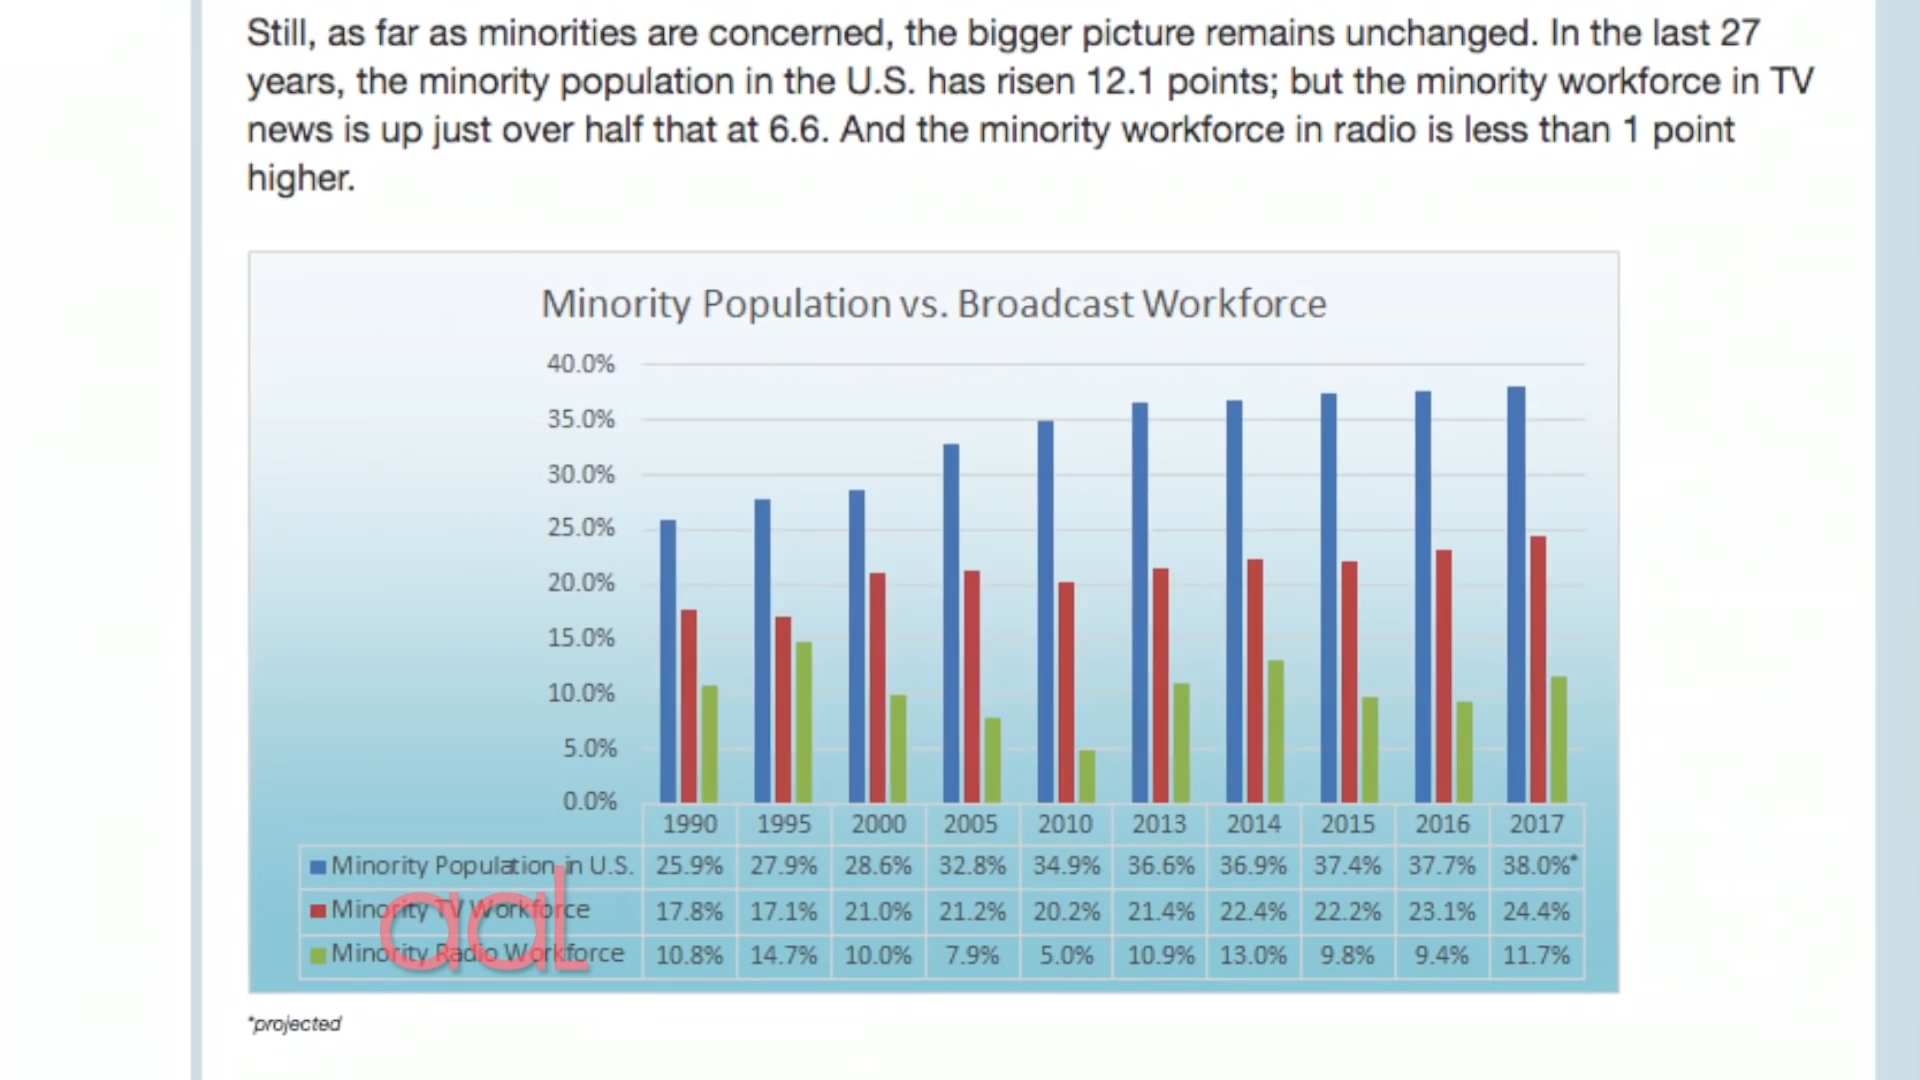 Still, as far as minorities are concerned, the bigger picture remains unchanged. In the last 27
years, the minority population in the U.S. has risen 12.1 points; but the minority workforce in TV
news is up just over half that at 6.6. And the minority workforce in radio is less than 1 point
higher.
Minority Population vs. Broadcast Workforce
40.0%
35.0%
30.0%
25.0%
20.0%
15.0%
10.0%
5.0%
0.0%
1990 1995 2000 2005 2010 2013 2014 2015 2016 2017
Minority Population in U.S. 25.9% 27.9% 28.6% 32.8% 34.9% 36.6% 36.9% 37.4% 37.7% 38.0%*
Minority TV Workforce 17.8% 17.1% 21.0% 21.2% 20.2% 21.4% 22.4% 22.2% 23.1% 24.4%
Minority Radio Workforce 10.8% 14.7% 10.0% 7.9% 5.0% 10.9% 13.0% 9.8% 9.4% 11.7%
aal
*projected